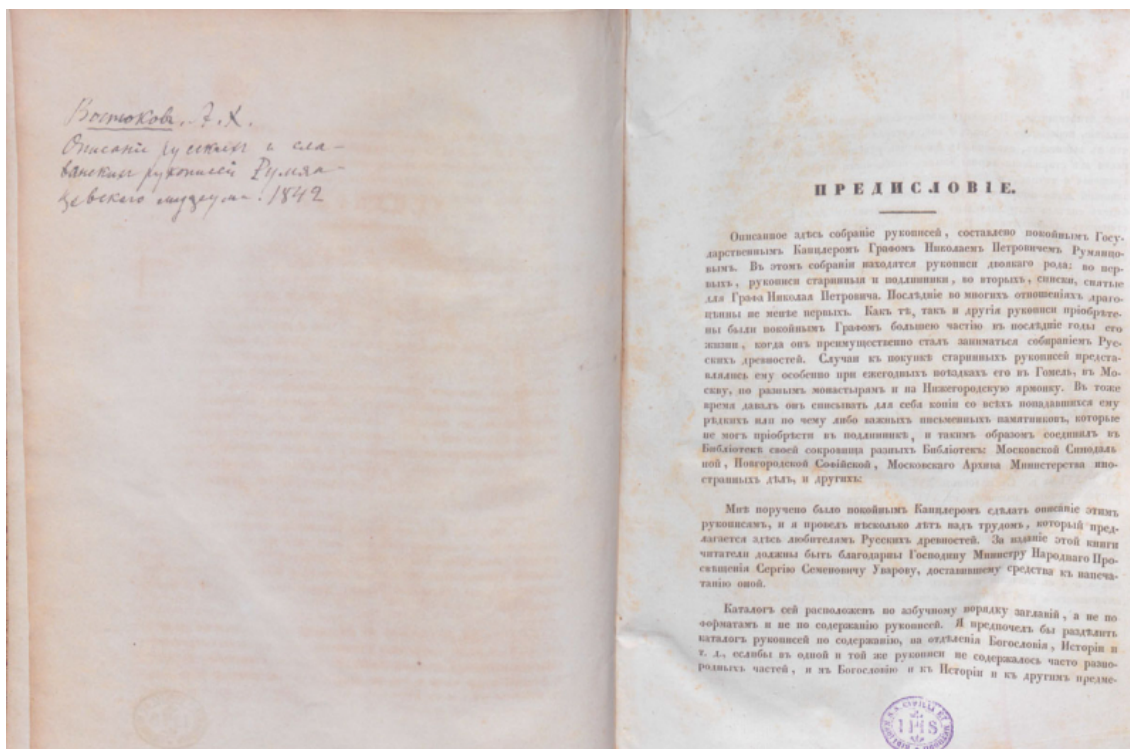 Востоковъ. А. Х.
Описаніе русскихъ и сла-
вянскихъ рукописей Румян-
цевскаго музеума. 1842
ПРЕДИСЛОВІЕ.
Описанное здѣсь собраніе рукописей, составлено покойнымъ Госу-
дарственнымъ Канцлеромъ Графомъ Николаемъ Петровичемъ Румянцо-
вымъ. Въ этомъ собраніи находятся рукописи двоякаго рода: во пер-
выхъ, рукописи старинныя и подлинники, во вторыхъ, списки, снятые
для Графа Николая Петровича. Послѣдніе во многихъ отношеніяхъ драго-
цѣнны не менѣе первыхъ. Какъ тѣ, такъ и другія рукописи пріобрѣте-
ны были покойнымъ Графомъ большею частію въ послѣдніе годы его
жизни, когда онъ преимущественно сталъ заниматься собираніемъ Рус-
скихъ древностей. Случаи къ покупкѣ старинныхъ рукописей предста-
влялись ему особенно при ежегодныхъ поѣздкахъ его въ Гомель, въ Мо-
скву, по разнымъ монастырямъ и на Нижегородскую ярмонку. Въ тоже
время давалъ онъ списывать для себя копіи со всѣхъ попадавшихся ему
рѣдкихъ или по чему либо важныхъ письменныхъ памятниковъ, которые
не могъ пріобрѣсти въ подлинникѣ, и такимъ образомъ соединилъ въ
Библіотекѣ своей сокровища разныхъ Библіотекъ: Московской Синодаль
ной, Новгородской Софійской, Московскаго Архива Министерства ино-
странныхъ дѣлъ, и другихъ:
Мнѣ поручено было покойнымъ Канцлеромъ сдѣлать описаніе этимъ
рукописямъ, и я провелъ нѣсколько лѣтъ надъ трудомъ, который пред-
лагается здѣсь любителямъ Русскихъ древностей. За изданіе этой книги
читатели должны быть благодарны Господину Министру Народнаго Про-
свѣщенія Сергію Семеновичу Уварову, доставившему средства къ напеча-
танію оной.
Каталогъ сей расположенъ по азбучному порядку заглавій, а не по
форматамъ и не по содержанію рукописей. Я предпочелъ бы раздѣлить
каталогъ рукописей по содержанію, на отдѣленія Богословія, Исторіи и
т. д., еслибы въ одной и той же рукописи не содержалось часто разно-
родныхъ частей, и къ Богословію и къ Исторіи и къ другимъ предме-
IHS